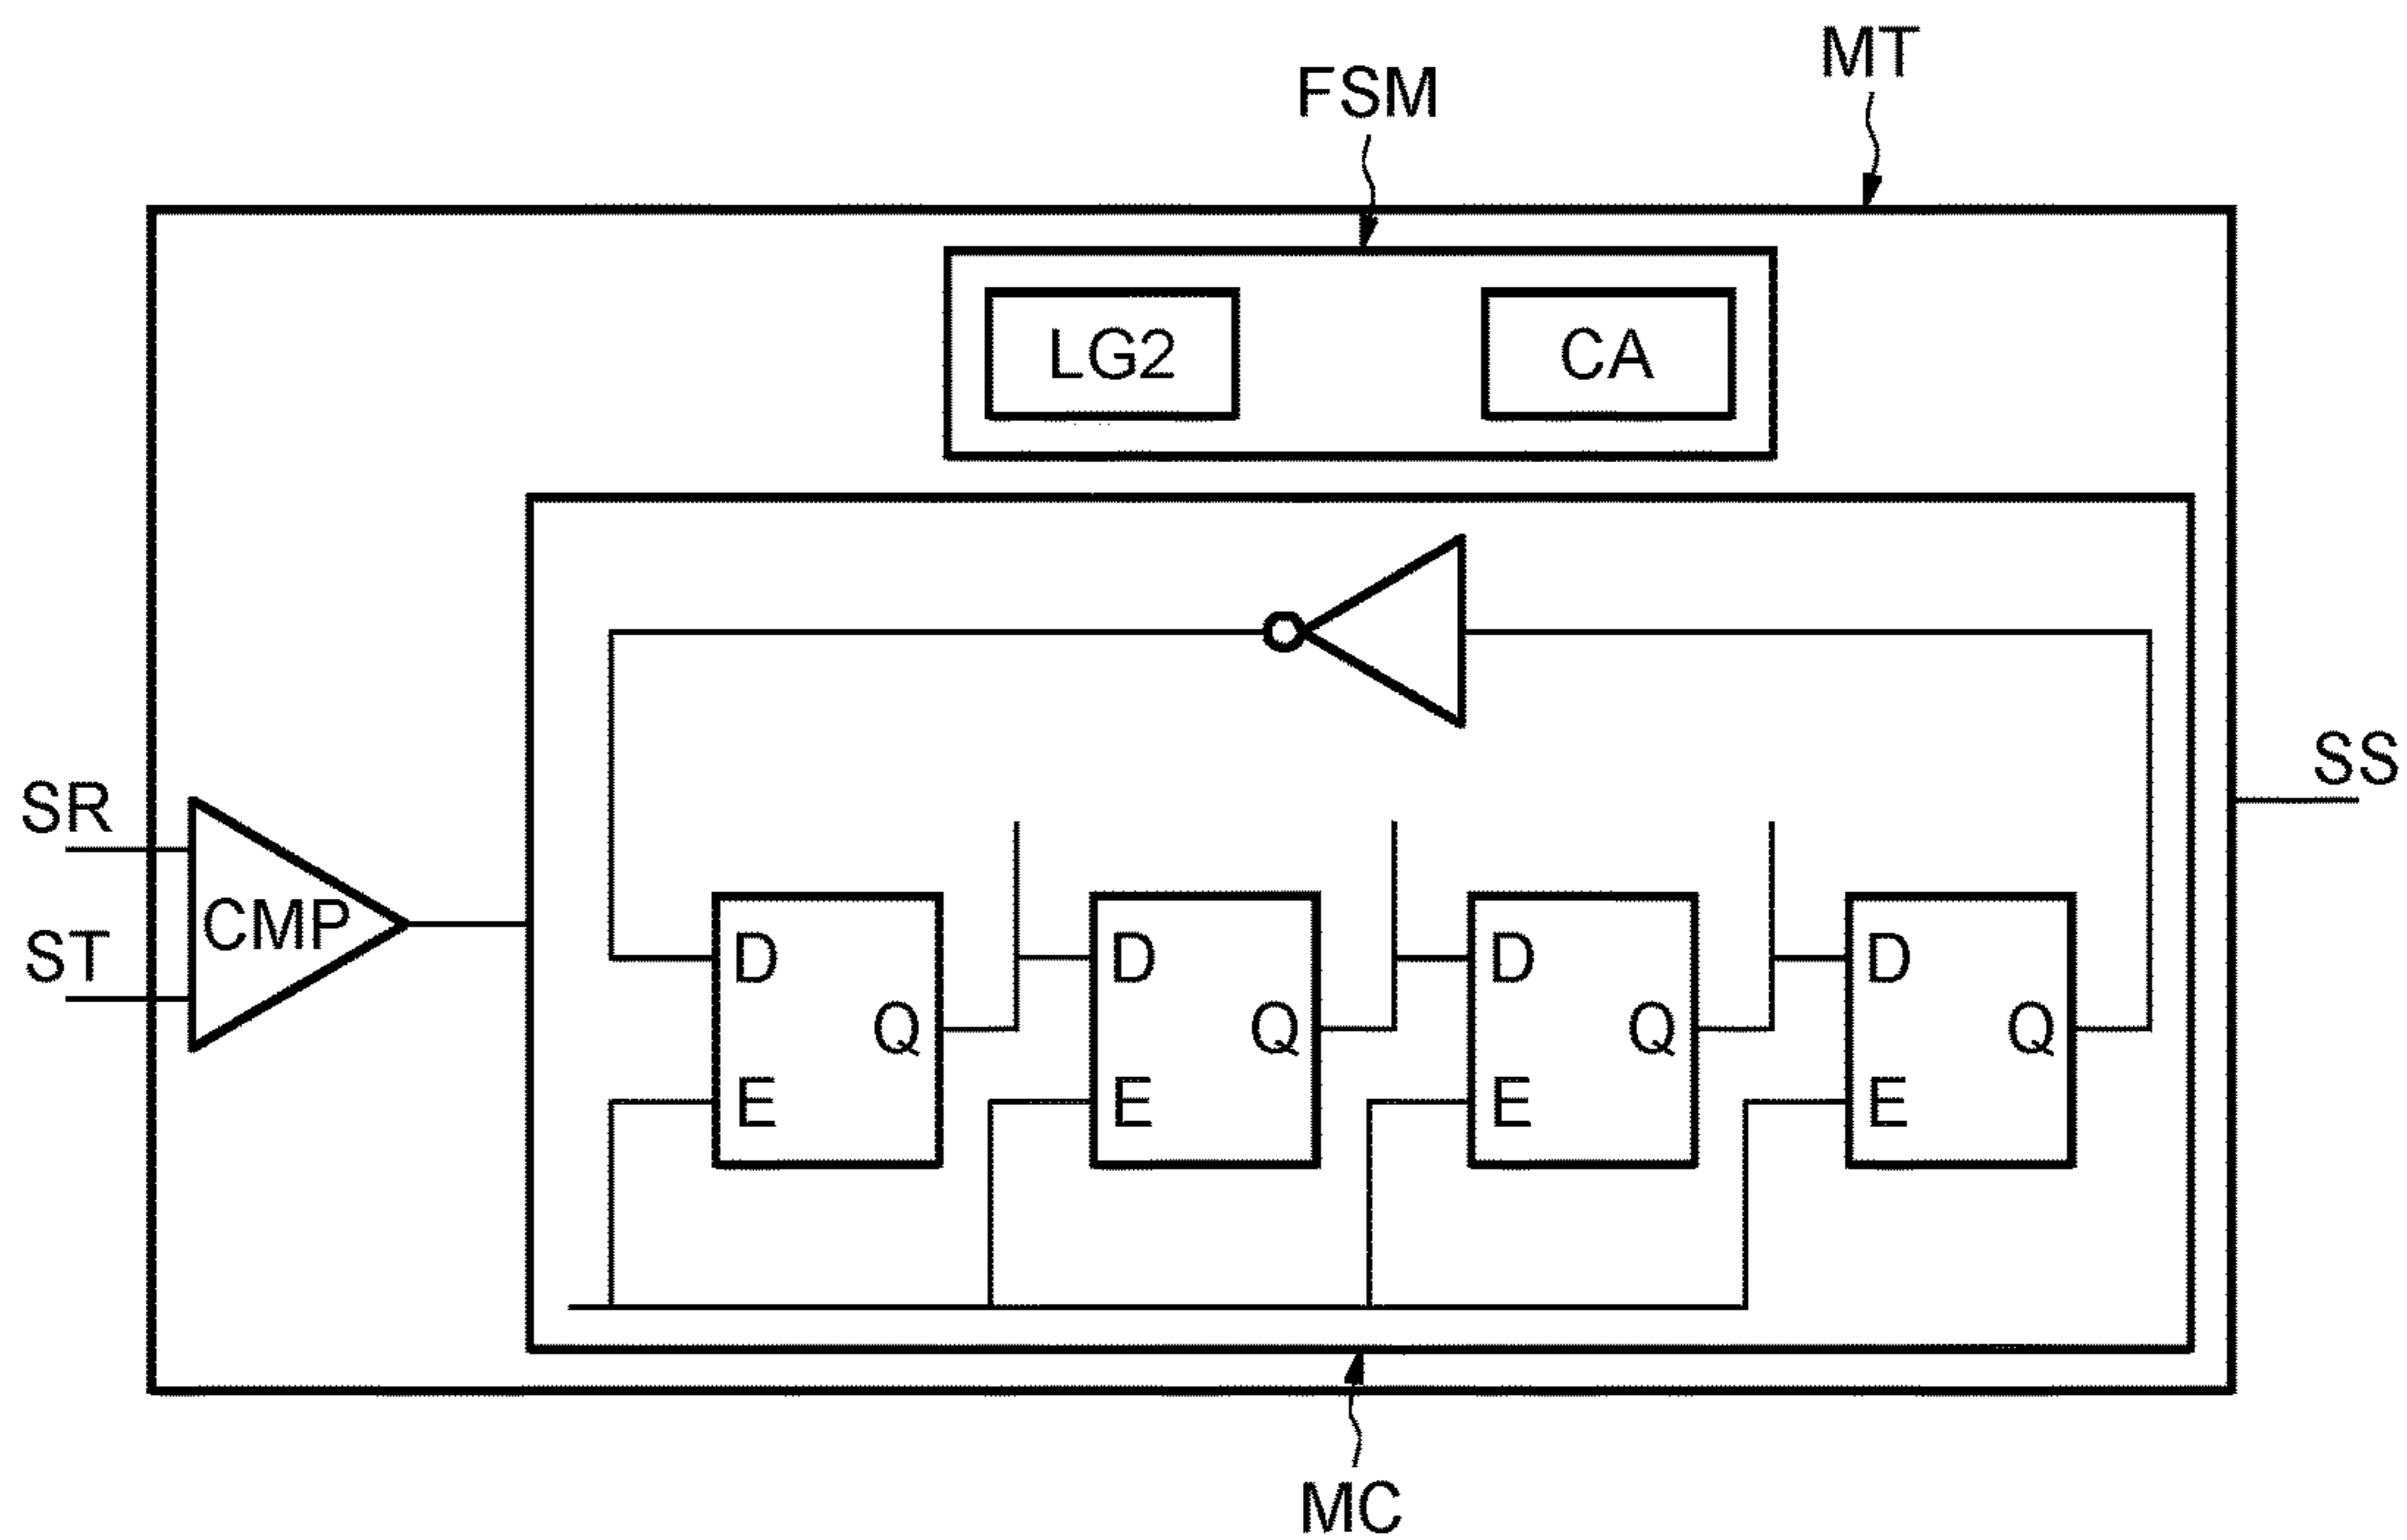 MT
FSM
LG2 CA
SS
SR
CMP
ST
D D D D
Q Q Q Q
E E E E
MC